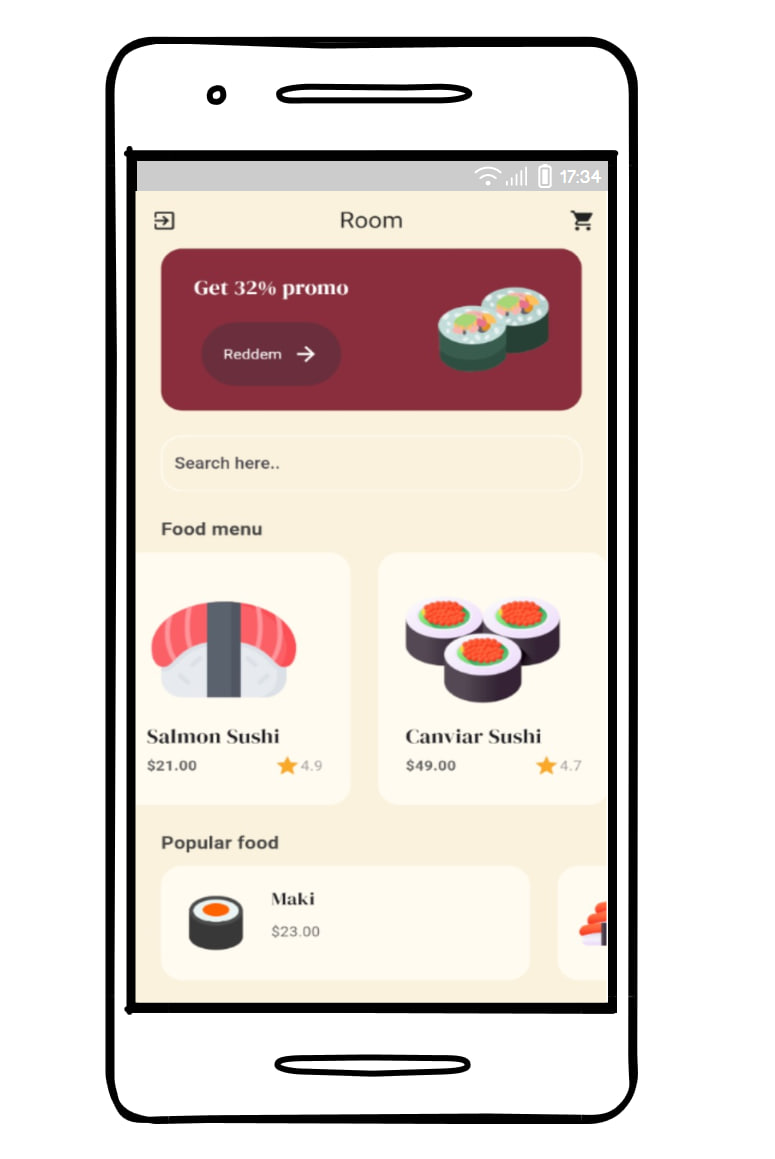 17:34
Room
Get 32% promo
Reddem
Search here..
Food menu
Salmon Sushi
$21.00
4.9
Canviar Sushi
$49.00
4.7
Popular food
Maki
$23.00